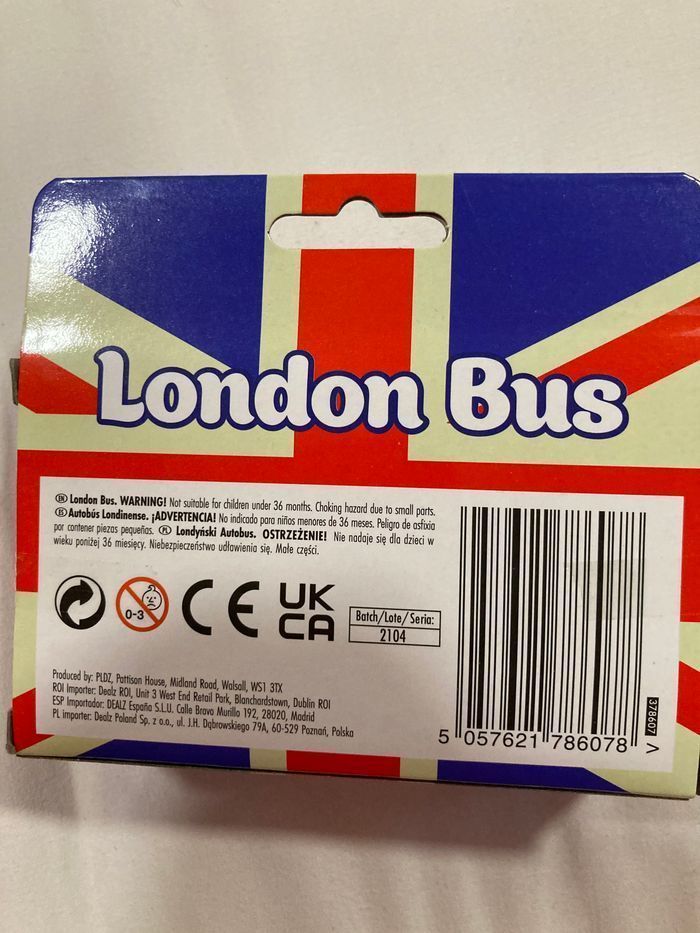 London Bus
EN London Bus. WARNING! Not suitable for children under 36 months. Choking hazard due to small parts.
ES Autobús Londinense. ¡ADVERTENCIA! No indicado para niños menores de 36 meses. Peligro de asfixia
por contener piezas pequeñas. PL Londyński Autobus. OSTRZEŻENIE! Nie nadaje się dla dzieci w
wieku poniżej 36 miesięcy. Niebezpieczeństwo udławienia się. Małe części.
0-3
CE
UK
CA
Batch/Lote/Seria:
2104
Produced by: PLDZ, Pattison House, Midland Road, Walsall, WS1 3TX
ROI Importer: Dealz ROI, Unit 3 West End Retail Park, Blanchardstown, Dublin ROI
ESP Importador: DEALZ España S.L.U. Calle Bravo Murillo 192, 28020, Madrid
PL importer: Dealz Poland Sp. z o.o., ul. J.H. Dąbrowskiego 79A, 60-529 Poznań, Polska
378607
5 057621 786078 >